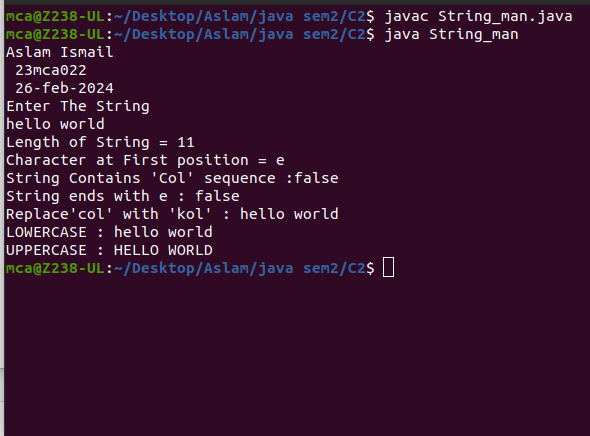 mca@Z238-UL:~/Desktop/Aslam/java sem2/C2$ javac String_man.java
mca@Z238-UL:~/Desktop/Aslam/java sem2/C2$ java String_man
Aslam Ismail
 23mca022
 26-feb-2024
Enter The String
hello world
Length of String = 11
Character at First position = e
String Contains 'Col' sequence :false
String ends with e : false
Replace'col' with 'kol' : hello world
LOWERCASE : hello world
UPPERCASE : HELLO WORLD
mca@Z238-UL:~/Desktop/Aslam/java sem2/C2$